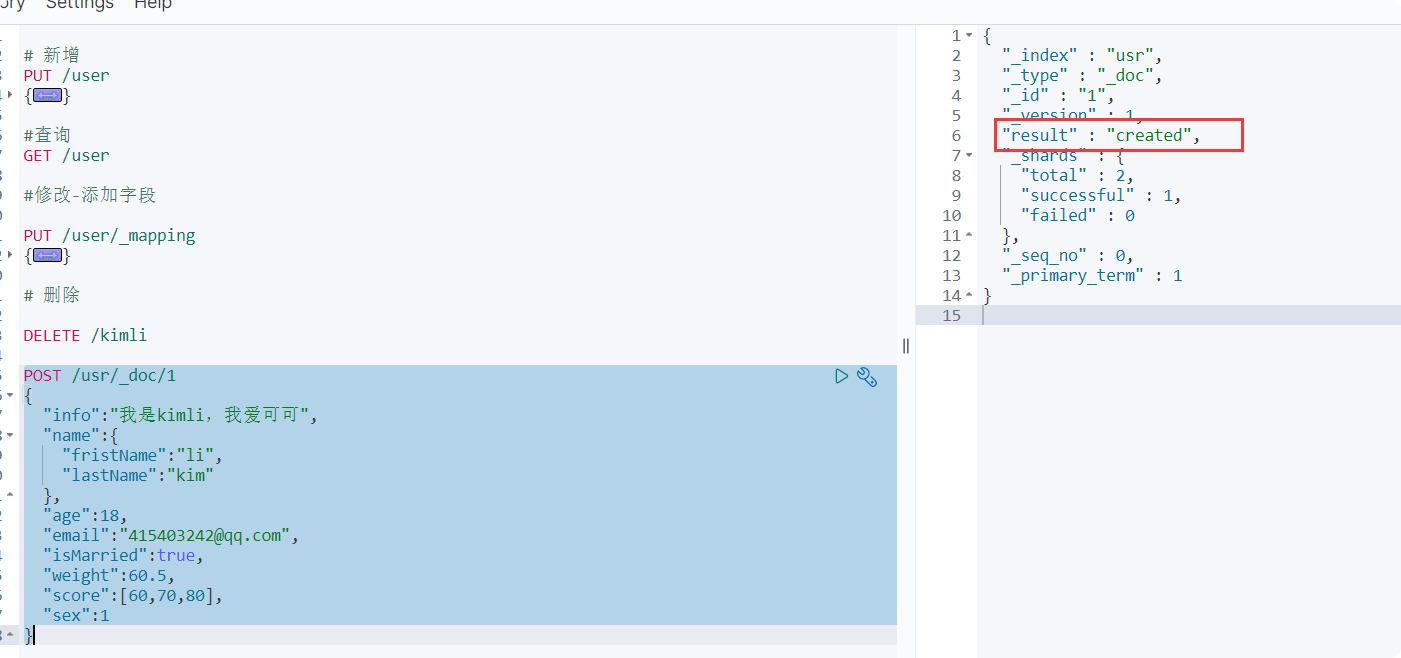 Settings Help
# 新增
PUT /user
{}
#查询
GET /user
#修改-添加字段
PUT /user/_mapping
{}
# 删除
DELETE /kimli
POST /usr/_doc/1
{
"info":"我是kimli，我爱可可",
"name":{
"fristName":"li",
"lastName":"kim"
},
"age":18,
"email":"415403242@qq.com",
"isMarried":true,
"weight":60.5,
"score":[60,70,80],
"sex":1
}
1 {
2 "_index" : "usr",
3 "_type" : "_doc",
4 "_id" : "1",
5 "_version" : 1,
6 "result" : "created",
7 "_shards" : {
8 "total" : 2,
9 "successful" : 1,
10 "failed" : 0
11 },
12 "_seq_no" : 0,
13 "_primary_term" : 1
14 }
15